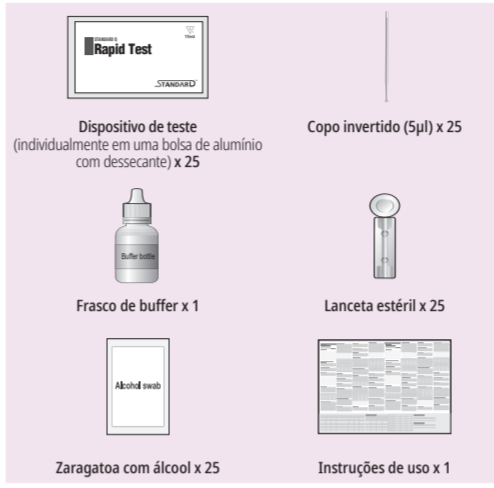 STANDARD Q
Rapid Test
STANDARD
Dispositivo de teste
(individualmente em uma bolsa de alumínio
com dessecante) x 25
Copo invertido (5µl) x 25
Buffer bottle
Frasco de buffer x 1
Lanceta estéril x 25
Alcohol swab
Zaragatoa com álcool x 25
Instruções de uso x 1